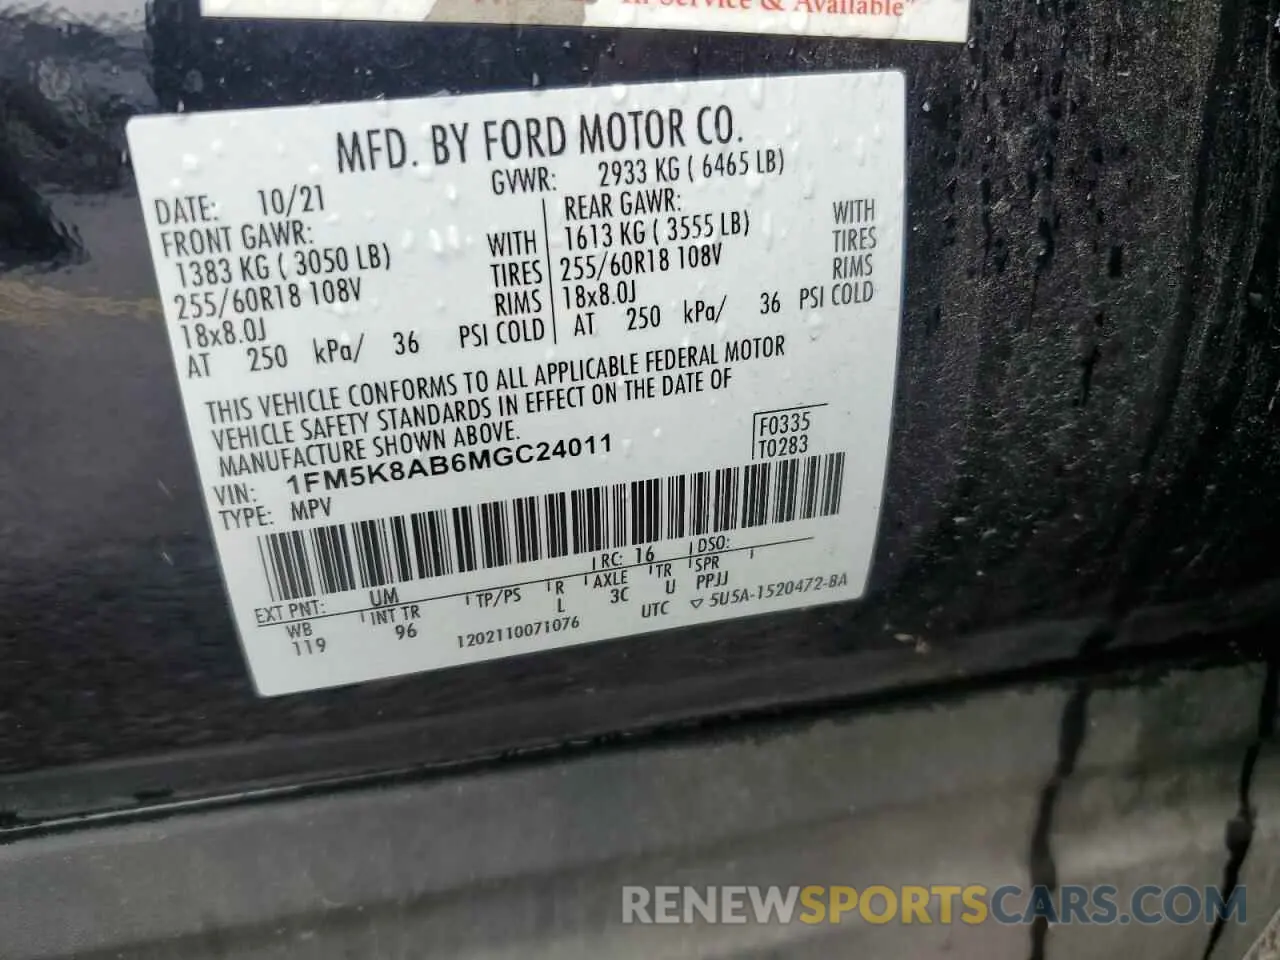 In Service & Available"
MFD. BY FORD MOTOR CO.
DATE: 10/21 GVWR: 2933 KG ( 6465 LB)
FRONT GAWR: REAR GAWR:
1383 KG ( 3050 LB) WITH 1613 KG ( 3555 LB) WITH
255/60R18 108V TIRES 255/60R18 108V TIRES
18x8.0J RIMS 18x8.0J RIMS
AT 250 kPa/ 36 PSI COLD AT 250 kPa/ 36 PSI COLD
THIS VEHICLE CONFORMS TO ALL APPLICABLE FEDERAL MOTOR
VEHICLE SAFETY STANDARDS IN EFFECT ON THE DATE OF
MANUFACTURE SHOWN ABOVE.
VIN: 1FM5K8AB6MGC24011 F0335
TYPE: MPV T0283
EXT PNT: UM RC: 16 DSO:
WB INT TR TP/PS R AXLE TR SPR
119 96 L 3C U PPJJ
1202110071076 UTC 5U5A-1520472-BA
RENEWSPORTSCARS.COM